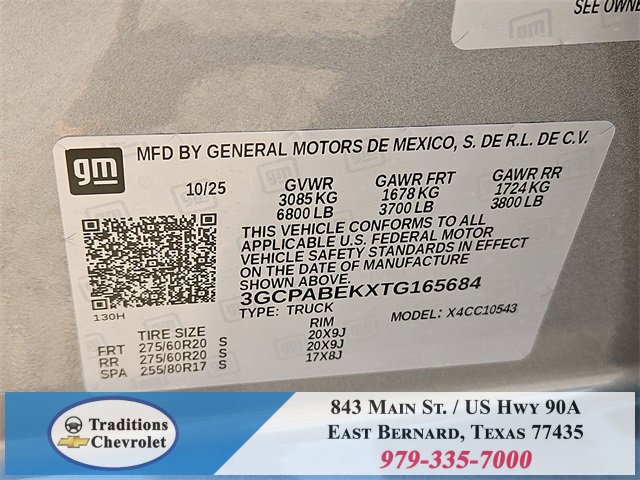 SEE OWNE
gm
MFD BY GENERAL MOTORS DE MEXICO, S. DE R.L. DE C.V.
10/25 GVWR GAWR FRT GAWR RR
3085 KG 1678 KG 1724 KG
6800 LB 3700 LB 3800 LB
THIS VEHICLE CONFORMS TO ALL
APPLICABLE U.S. FEDERAL MOTOR
VEHICLE SAFETY STANDARDS IN EFFECT
ON THE DATE OF MANUFACTURE
3GCPABEKXTG165684
TYPE: TRUCK MODEL: X4CC10543
130H
TIRE SIZE RIM
FRT 275/60R20 S 20X9J
RR 275/60R20 S 20X9J
SPA 255/80R17 S 17X8J
Traditions
Chevrolet
843 Main St. / US Hwy 90A
East Bernard, Texas 77435
979-335-7000